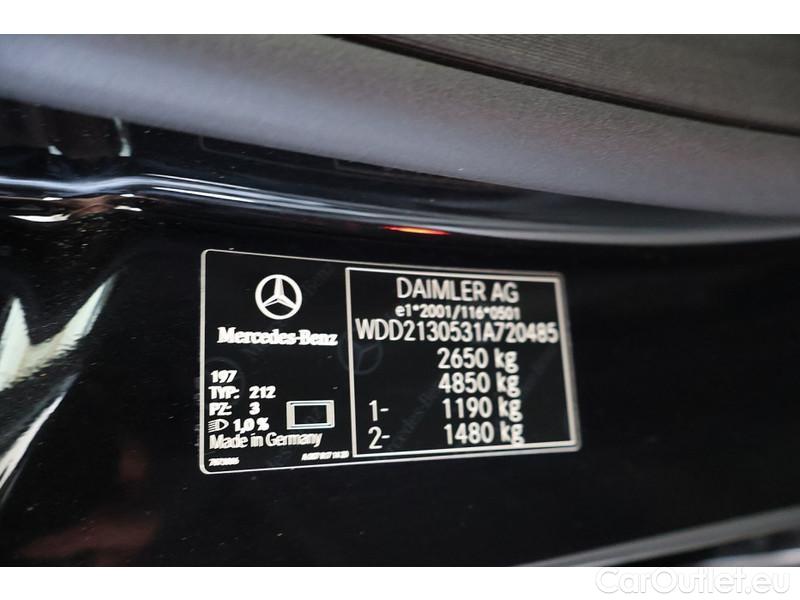 DAIMLER AG
e1*2001/116*0501
WDD2130531A720485
2650 kg
4850 kg
1- 1190 kg
2- 1480 kg
Mercedes-Benz
197
TYP: 212
PZ: 3
1,0 %
Made in Germany
CarOutlet.eu